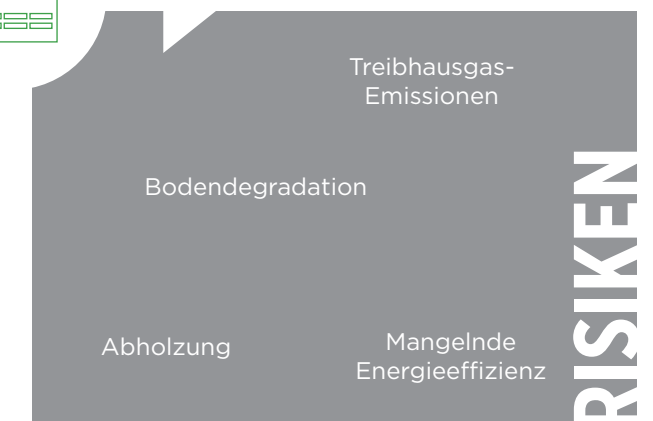 Treibhausgas-
Emissionen
Bodendegradation
Abholzung
Mangelnde
Energieeffizienz
RISIKEN